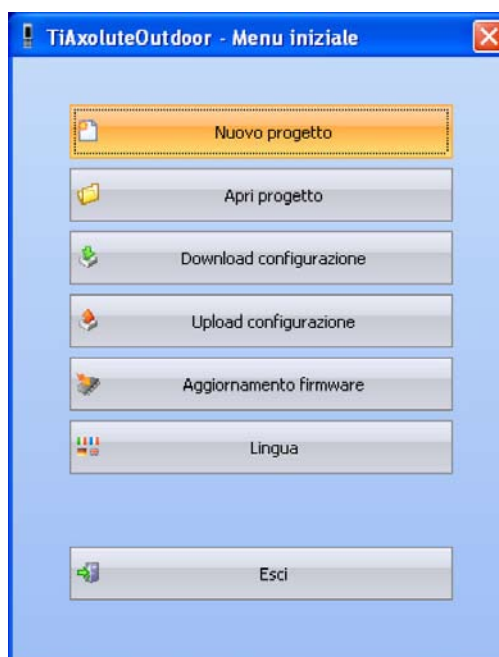 TiAxoluteOutdoor - Menu iniziale
Nuovo progetto
Apri progetto
Download configurazione
Upload configurazione
Aggiornamento firmware
Lingua
Esci